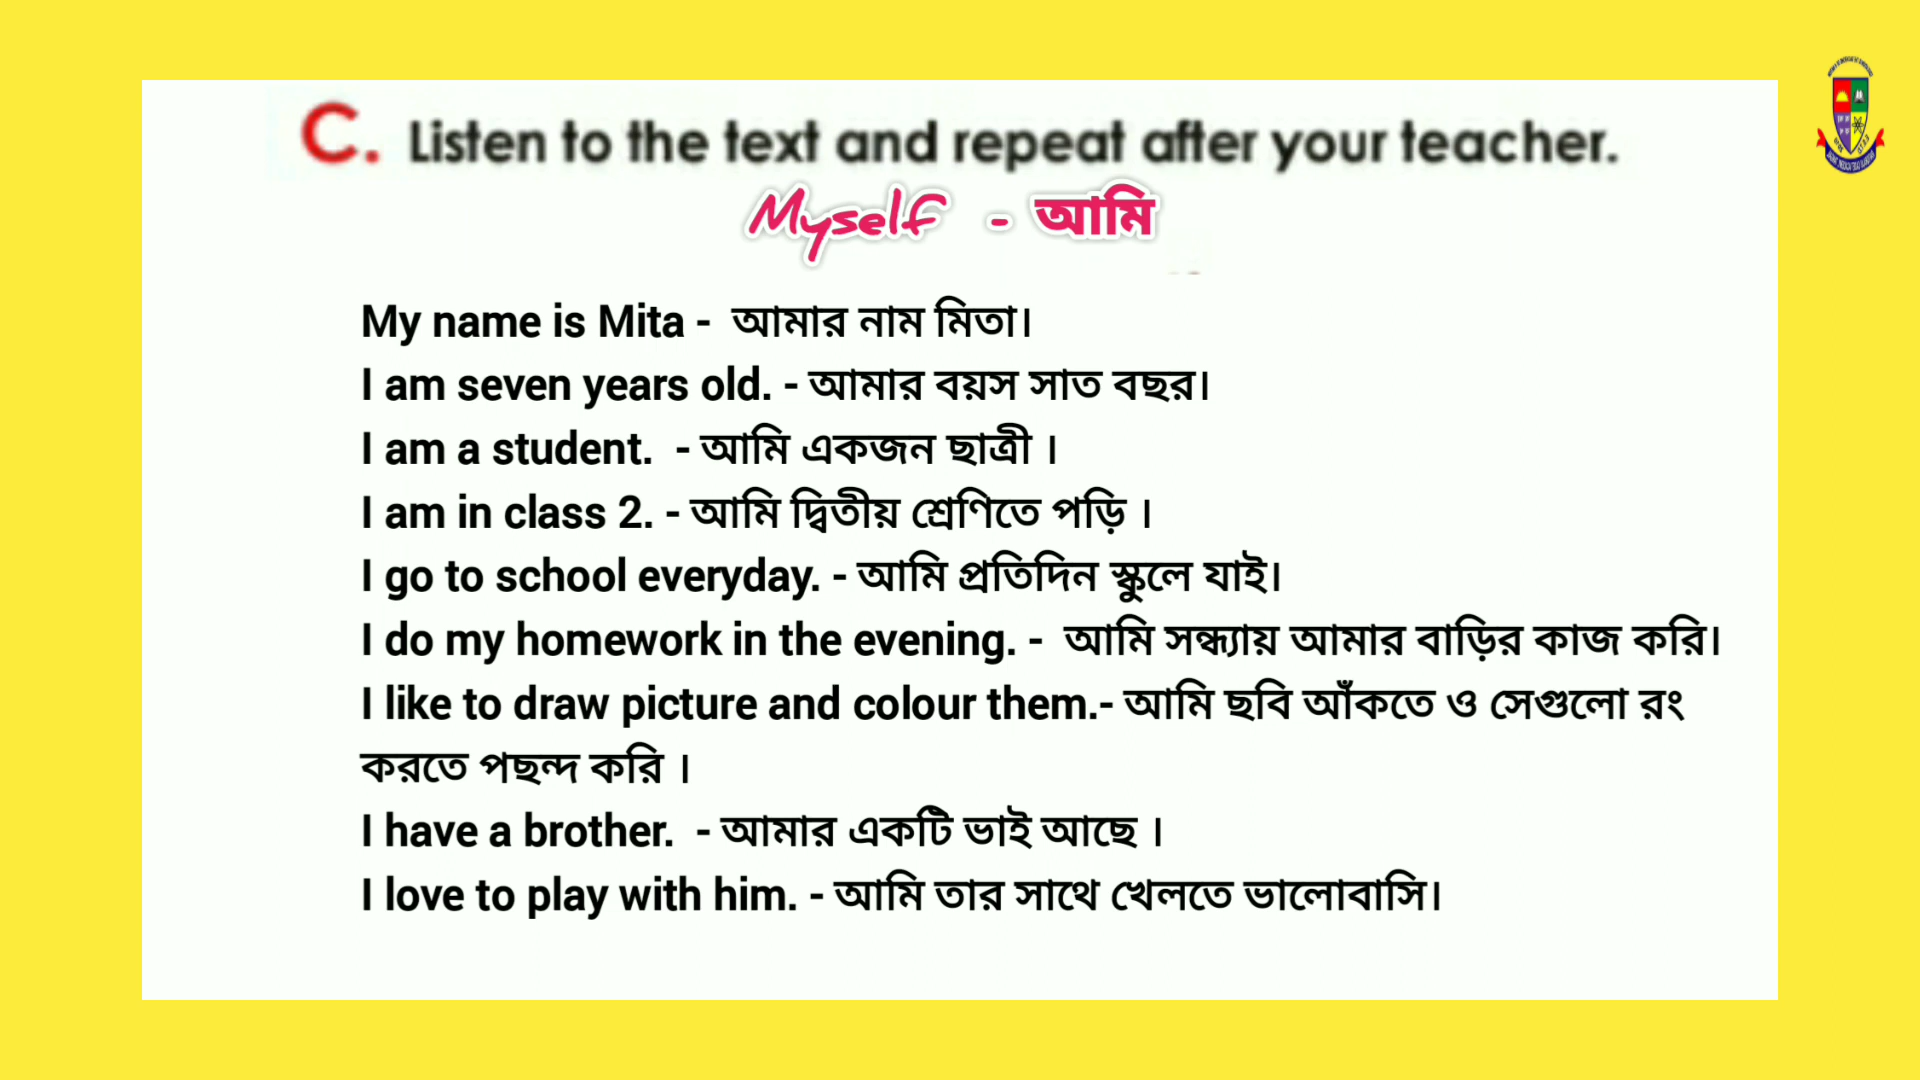 C. Listen to the text and repeat after your teacher.
Myself - আমি
My name is Mita - আমার নাম মিতা।
I am seven years old. - আমার বয়স সাত বছর।
I am a student. - আমি একজন ছাত্রী ।
I am in class 2. - আমি দ্বিতীয় শ্রেণিতে পড়ি ।
I go to school everyday. - আমি প্রতিদিন স্কুলে যাই।
I do my homework in the evening. - আমি সন্ধ্যায় আমার বাড়ির কাজ করি।
I like to draw picture and colour them.- আমি ছবি আঁকতে ও সেগুলো রং
করতে পছন্দ করি ।
I have a brother. - আমার একটি ভাই আছে ।
I love to play with him. - আমি তার সাথে খেলতে ভালোবাসি।